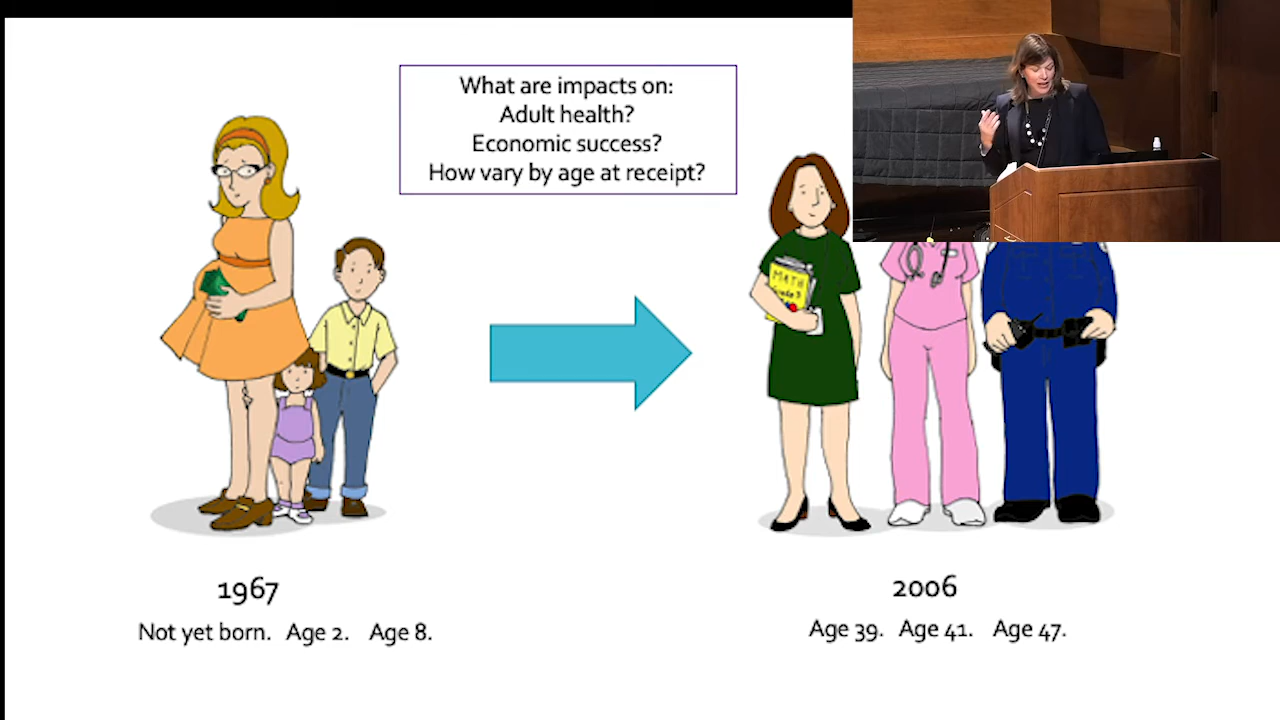 What are impacts on:
Adult health?
Economic success?
How vary by age at receipt?
MATH
1967
Not yet born. Age 2. Age 8.
2006
Age 39. Age 41. Age 47.